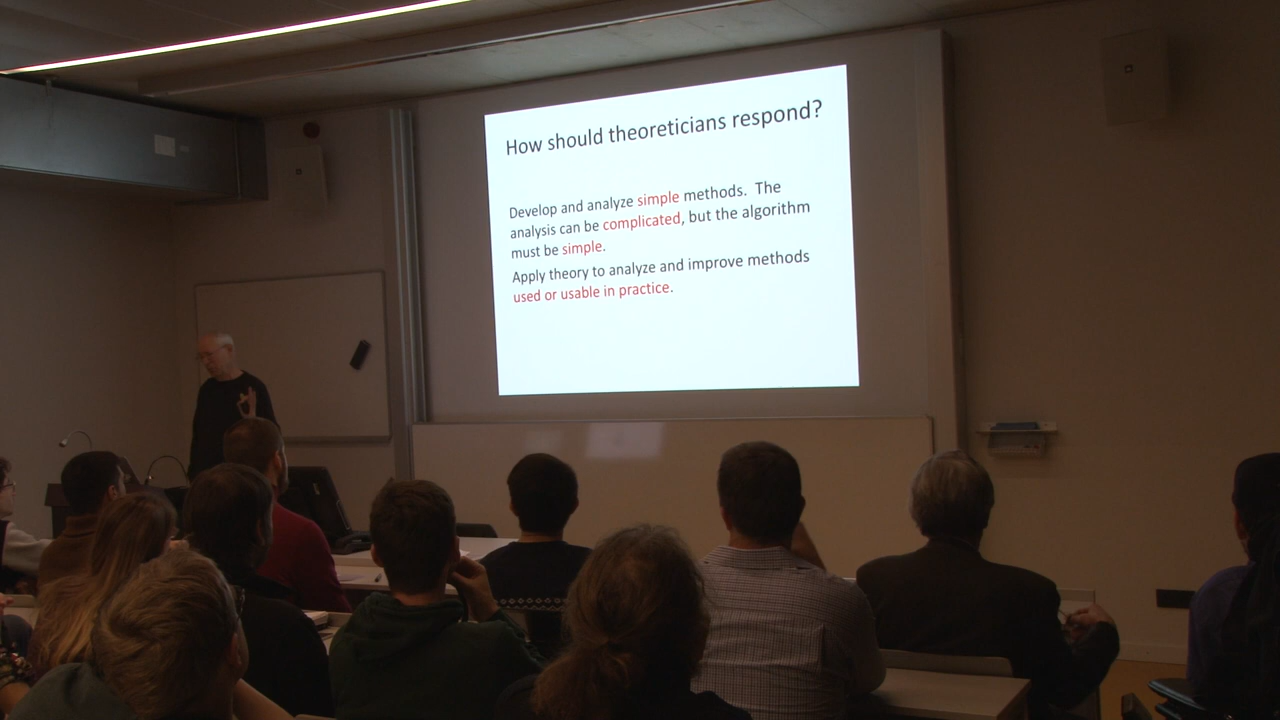 How should theoreticians respond?
Develop and analyze simple methods. The
analysis can be complicated, but the algorithm
must be simple.
Apply theory to analyze and improve methods
used or usable in practice.